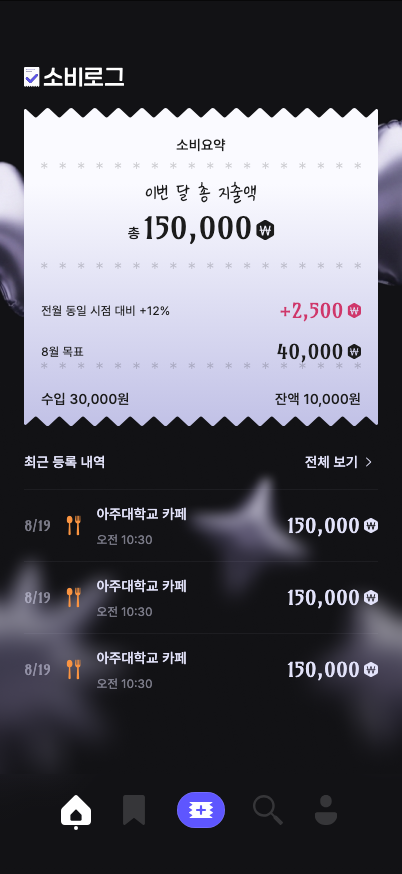 소비로그
소비요약
* * * * * * * * * * * * * * * * *
이번 달 총 지출액
총 150,000 ₩
* * * * * * * * * * * * * * * * *
전월 동일 시점 대비 +12% +2,500 ₩
8월 목표 40,000 ₩
* * * * * * * * * * * * * * * * *
수입 30,000원 잔액 10,000원
최근 등록 내역 전체 보기 >
8/19 아주대학교 카페 150,000 ₩
오전 10:30
8/19 아주대학교 카페 150,000 ₩
오전 10:30
8/19 아주대학교 카페 150,000 ₩
오전 10:30